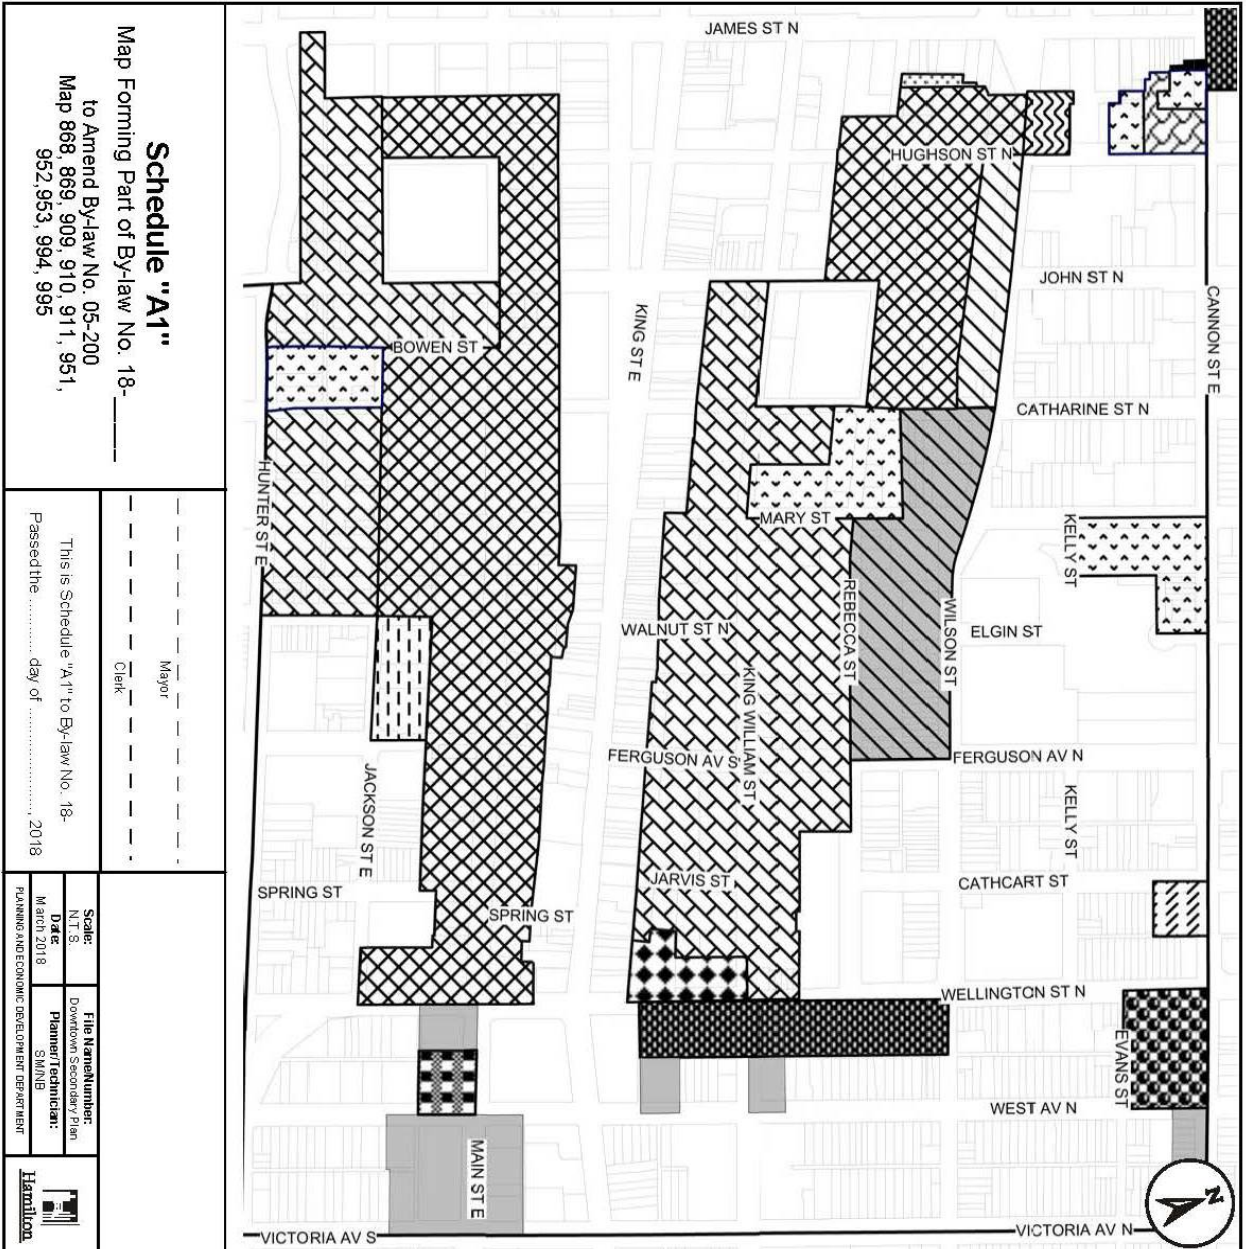 Schedule "A1"
Map Forming Part of By-law No. 18-_____
to Amend By-law No. 05-200
Map 868, 869, 909, 910, 911, 951,
952,953, 994, 995
This is Schedule "A1" to By-law No. 18-
Passed the ............ day of ...................., 2018
Mayor
Clerk
Scale:
N.T.S.
File Name/Number:
Downtown Secondary Plan
Date:
March 2018
Planner/Technician:
SM/NB
PLANNING AND ECONOMIC DEVELOPMENT DEPARTMENT
Hamilton
JAMES ST N
HUGHSON ST N
JOHN ST N
CANNON ST E
KING ST E
BOWEN ST
CATHARINE ST N
HUNTER ST E
MARY ST
KELLY ST
REBECCA ST
WILSON ST
WALNUT ST N
ELGIN ST
KING WILLIAM ST
FERGUSON AV S
FERGUSON AV N
JACKSON ST E
KELLY ST
JARVIS ST
CATHCART ST
SPRING ST
SPRING ST
WELLINGTON ST N
EVANS ST
WEST AV N
MAIN ST E
N
VICTORIA AV S
VICTORIA AV N